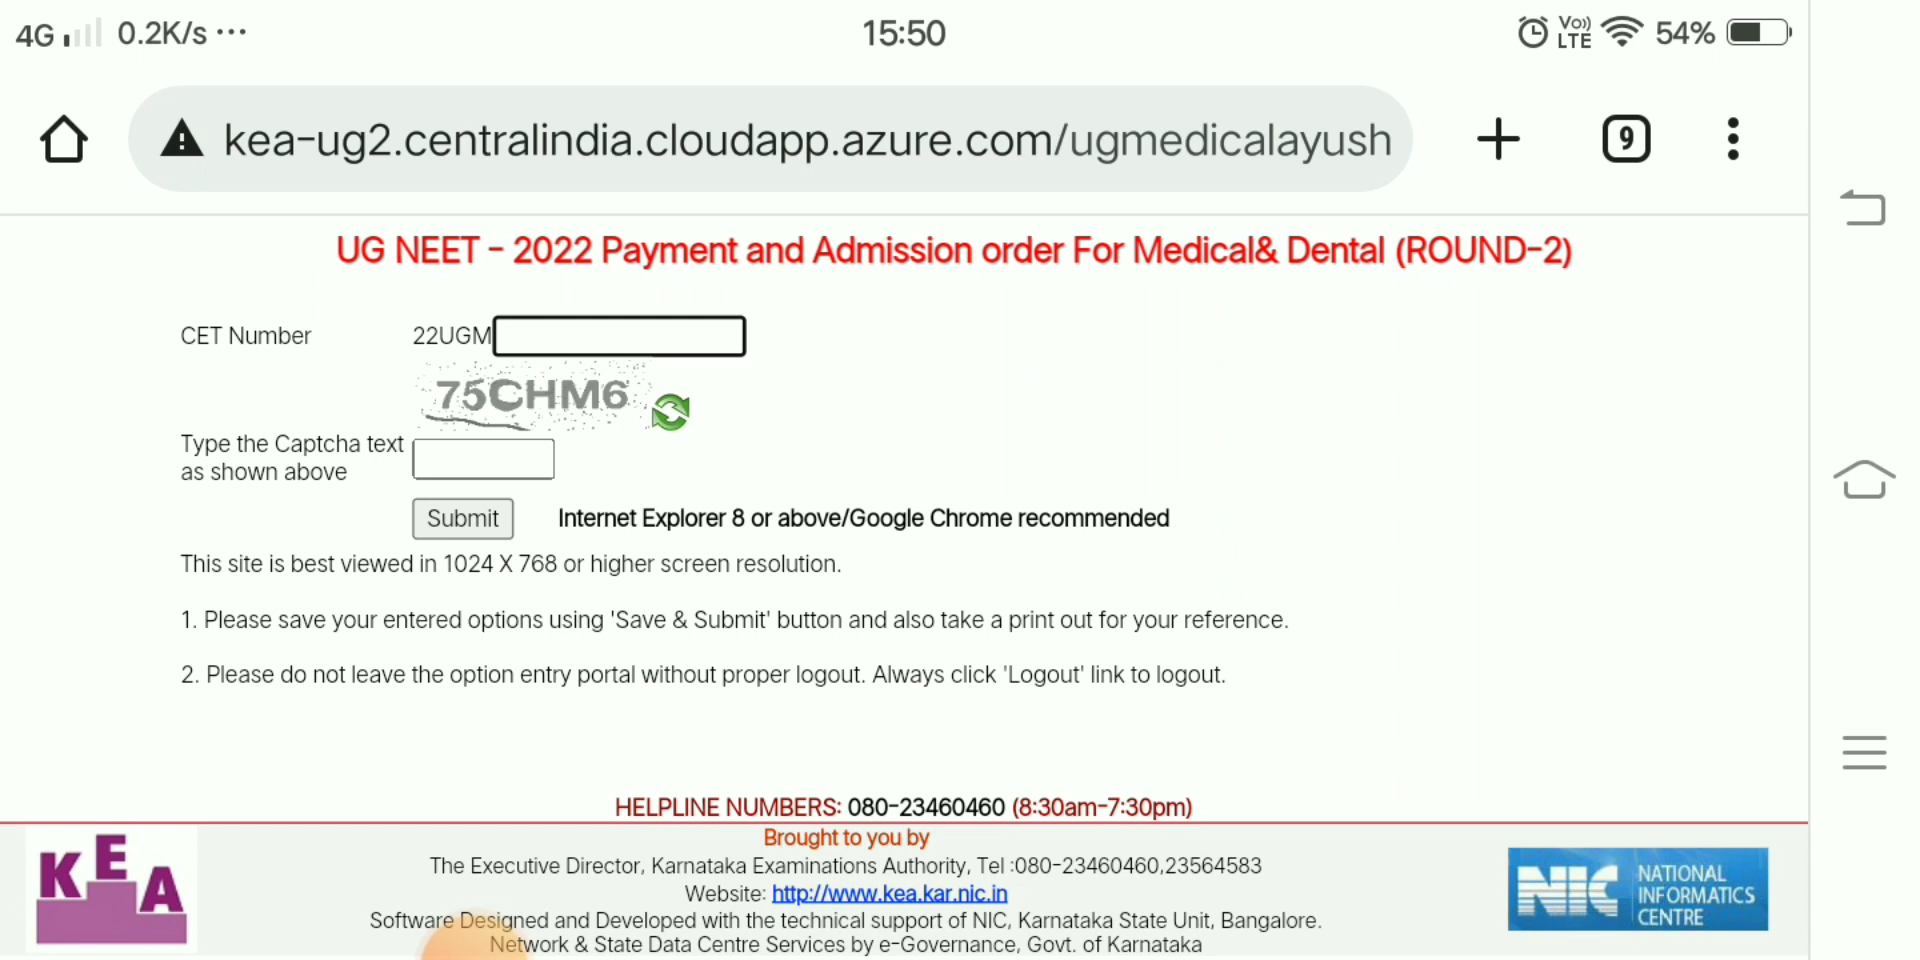 4G 0.2K/s ... 15:50 Vo)) LTE 54%
kea-ug2.centralindia.cloudapp.azure.com/ugmedicalayush 9
UG NEET - 2022 Payment and Admission order For Medical& Dental (ROUND-2)
CET Number 22UGM
75CHM6
Type the Captcha text
as shown above
Submit Internet Explorer 8 or above/Google Chrome recommended
This site is best viewed in 1024 X 768 or higher screen resolution.
1. Please save your entered options using 'Save & Submit' button and also take a print out for your reference.
2. Please do not leave the option entry portal without proper logout. Always click 'Logout' link to logout.
HELPLINE NUMBERS: 080-23460460 (8:30am-7:30pm)
Brought to you by
The Executive Director, Karnataka Examinations Authority, Tel :080-23460460,23564583
Website: http://www.kea.kar.nic.in
Software Designed and Developed with the technical support of NIC, Karnataka State Unit, Bangalore.
Network & State Data Centre Services by e-Governance, Govt. of Karnataka
KEA
NIC NATIONAL
INFORMATICS
CENTRE